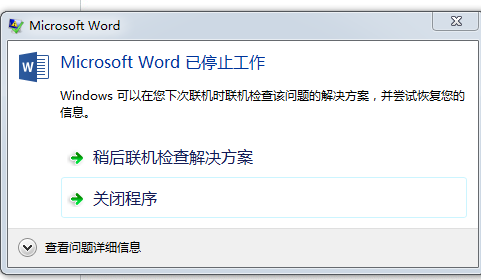 Microsoft Word
Microsoft Word 已停止工作
Windows 可以在您下次联机时联机检查该问题的解决方案，并尝试恢复您的
信息。
稍后联机检查解决方案
关闭程序
查看问题详细信息